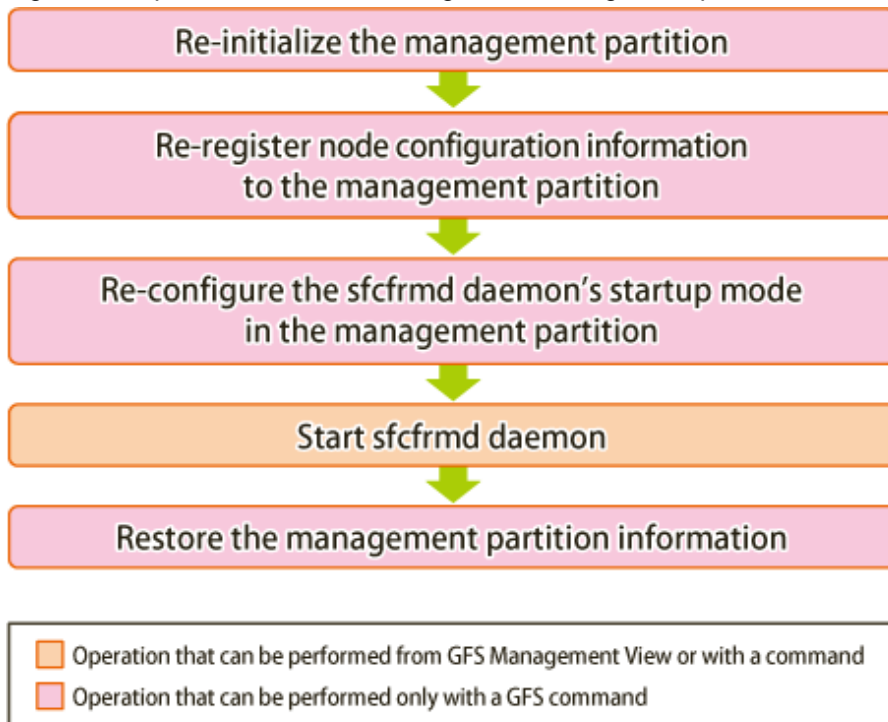 Re-initialize the management partition
Re-register node configuration information
to the management partition
Re-configure the sfcfrmd daemon's startup mode
in the management partition
Start sfcfrmd daemon
Restore the management partition information
Operation that can be performed from GFS Management View or with a command
Operation that can be performed only with a GFS command